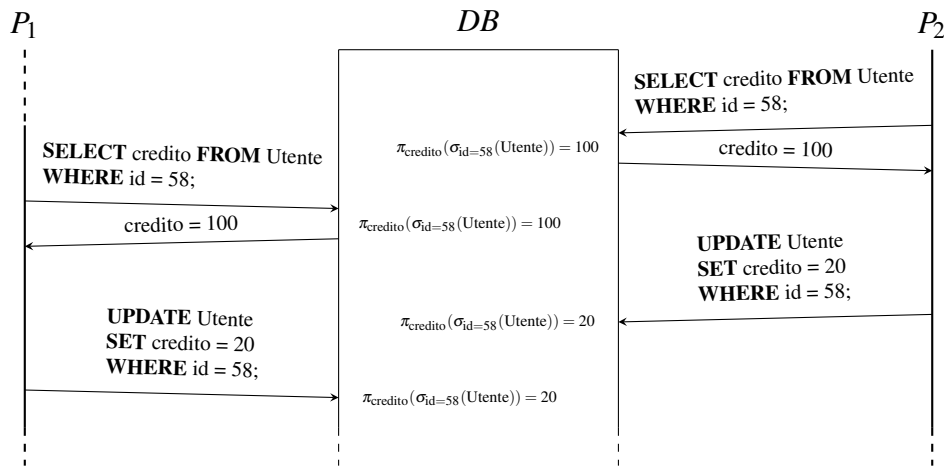 P1 DB P2
SELECT credito FROM Utente
WHERE id = 58;
π_credito(σ_id=58(Utente)) = 100
credito = 100
SELECT credito FROM Utente
WHERE id = 58;
credito = 100
π_credito(σ_id=58(Utente)) = 100
UPDATE Utente
SET credito = 20
WHERE id = 58;
π_credito(σ_id=58(Utente)) = 20
UPDATE Utente
SET credito = 20
WHERE id = 58;
π_credito(σ_id=58(Utente)) = 20